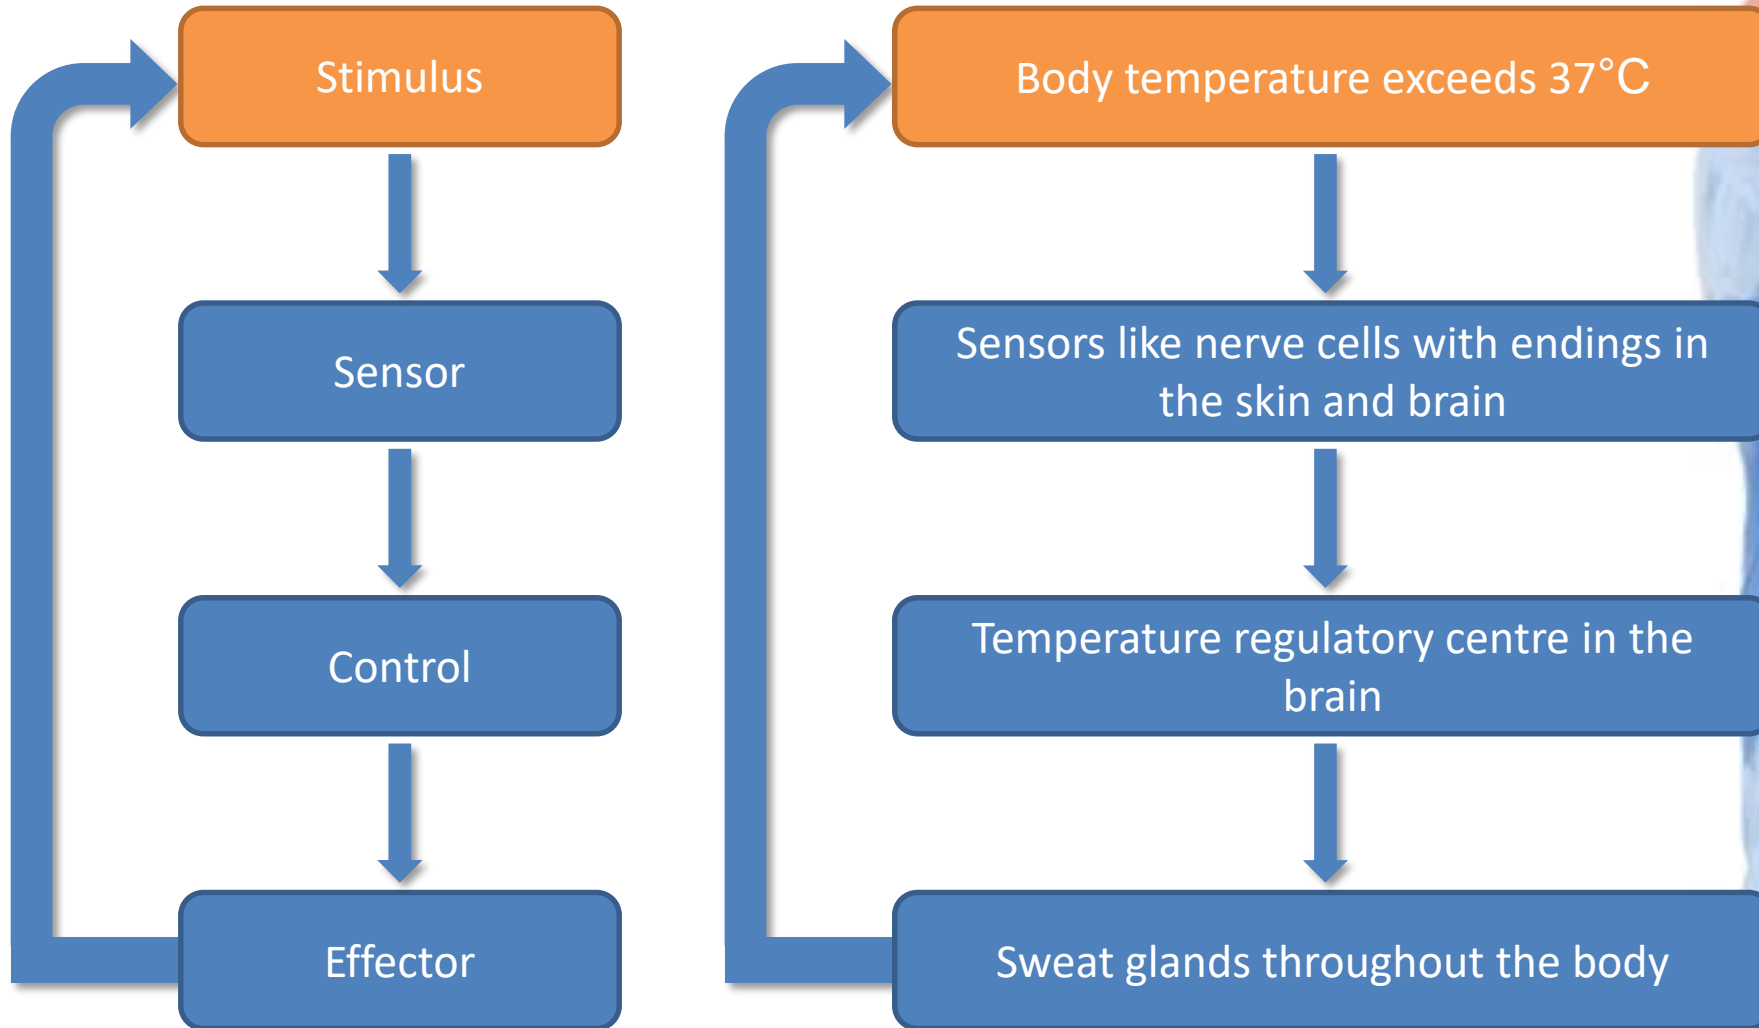 Stimulus
Sensor
Control
Effector
Body temperature exceeds 37°C
Sensors like nerve cells with endings in
the skin and brain
Temperature regulatory centre in the
brain
Sweat glands throughout the body